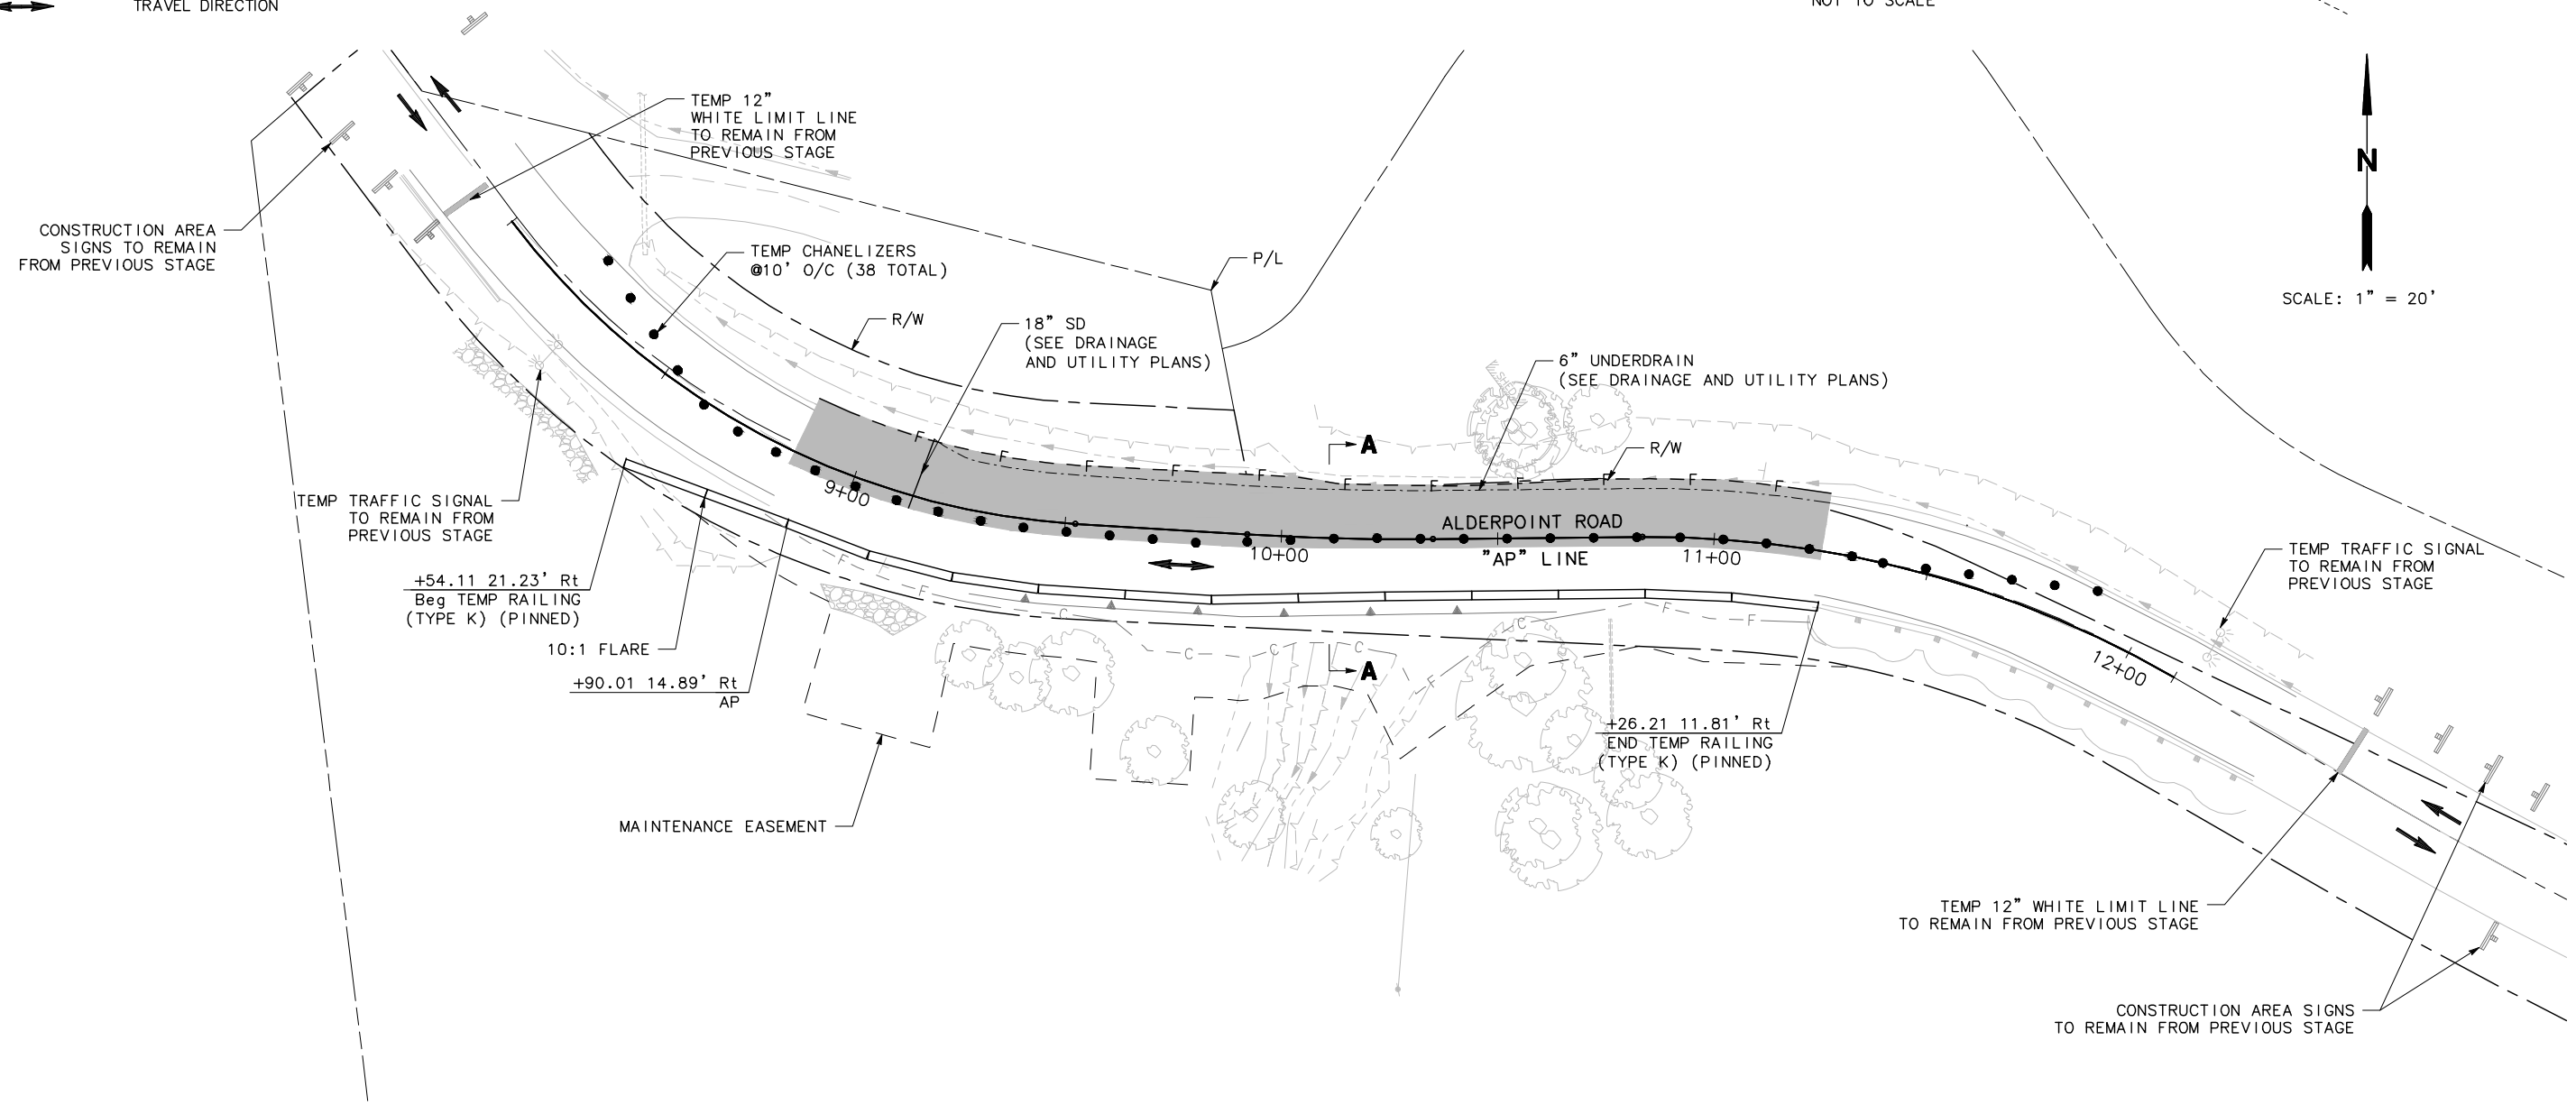 TRAVEL DIRECTION
NOT TO SCALE
TEMP 12"
WHITE LIMIT LINE
TO REMAIN FROM
PREVIOUS STAGE
N
SCALE: 1" = 20'
CONSTRUCTION AREA
SIGNS TO REMAIN
FROM PREVIOUS STAGE
TEMP CHANELIZERS
@10' O/C (38 TOTAL)
P/L
R/W
18" SD
(SEE DRAINAGE
AND UTILITY PLANS)
6" UNDERDRAIN
(SEE DRAINAGE AND UTILITY PLANS)
A
R/W
F F F F F F F F F F F
9+00
TEMP TRAFFIC SIGNAL
TO REMAIN FROM
PREVIOUS STAGE
ALDERPOINT ROAD
10+00
"AP" LINE
11+00
TEMP TRAFFIC SIGNAL
TO REMAIN FROM
PREVIOUS STAGE
+54.11 21.23' Rt
Beg TEMP RAILING
(TYPE K) (PINNED)
10:1 FLARE
F F C C C C C F F F
12+00
A
+90.01 14.89' Rt
AP
+26.21 11.81' Rt
END TEMP RAILING
(TYPE K) (PINNED)
MAINTENANCE EASEMENT
TEMP 12" WHITE LIMIT LINE
TO REMAIN FROM PREVIOUS STAGE
CONSTRUCTION AREA SIGNS
TO REMAIN FROM PREVIOUS STAGE